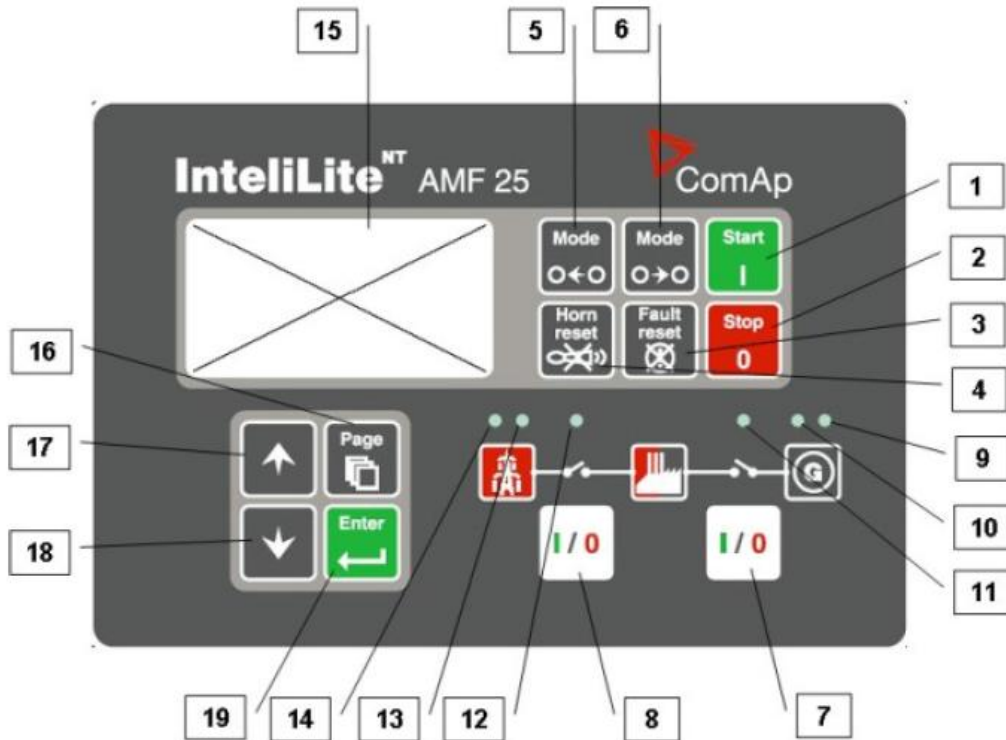 15
5
6
InteliLite NT AMF 25
ComAp
1
Mode
Mode
Start
I
2
Horn
reset
Fault
reset
Stop
0
3
4
16
17
Page
9
G
10
18
Enter
I / 0
I / 0
11
19
14
13
12
8
7